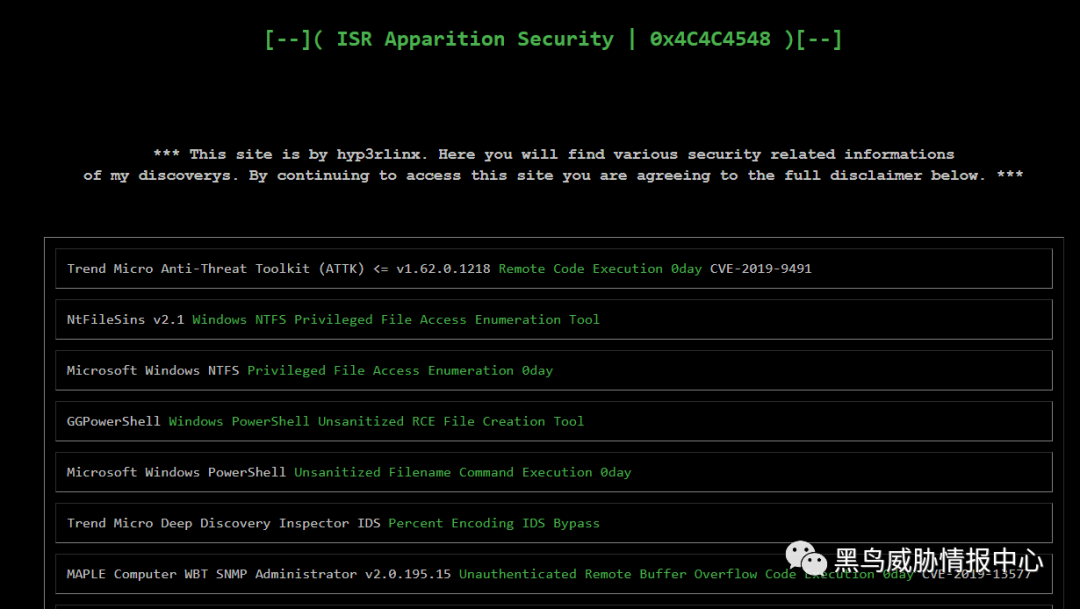 [--]( ISR Apparition Security | 0x4C4C4548 )[--]
*** This site is by hyp3rlinx. Here you will find various security related informations
of my discoverys. By continuing to access this site you are agreeing to the full disclaimer below. ***
Trend Micro Anti-Threat Toolkit (ATTK) <= v1.62.0.1218 Remote Code Execution 0day CVE-2019-9491
NtFileSins v2.1 Windows NTFS Privileged File Access Enumeration Tool
Microsoft Windows NTFS Privileged File Access Enumeration 0day
GGPowerShell Windows PowerShell Unsanitized RCE File Creation Tool
Microsoft Windows PowerShell Unsanitized Filename Command Execution 0day
Trend Micro Deep Discovery Inspector IDS Percent Encoding IDS Bypass
MAPLE Computer WBT SNMP Administrator v2.0.195.15 Unauthenticated Remote Buffer Overflow Code Execution 0day CVE-2019-13577
黑鸟威胁情报中心